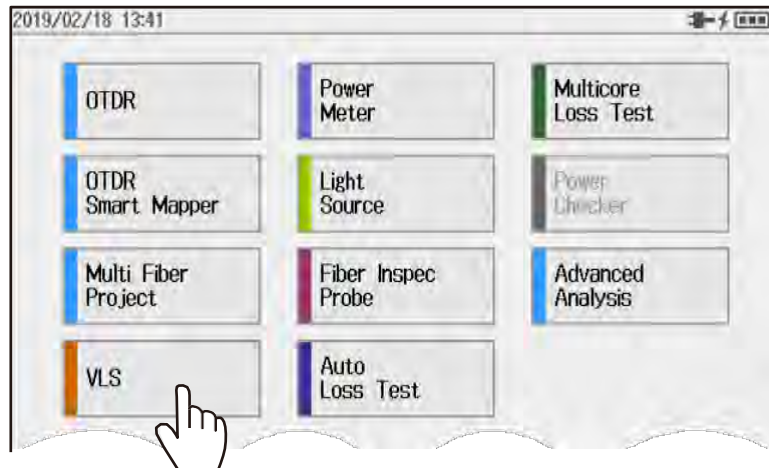 2019/02/18 13:41
OTDR
Power
Meter
Multicore
Loss Test
OTDR
Smart Mapper
Light
Source
Power
Checker
Multi Fiber
Project
Fiber Inspec
Probe
Advanced
Analysis
VLS
Auto
Loss Test